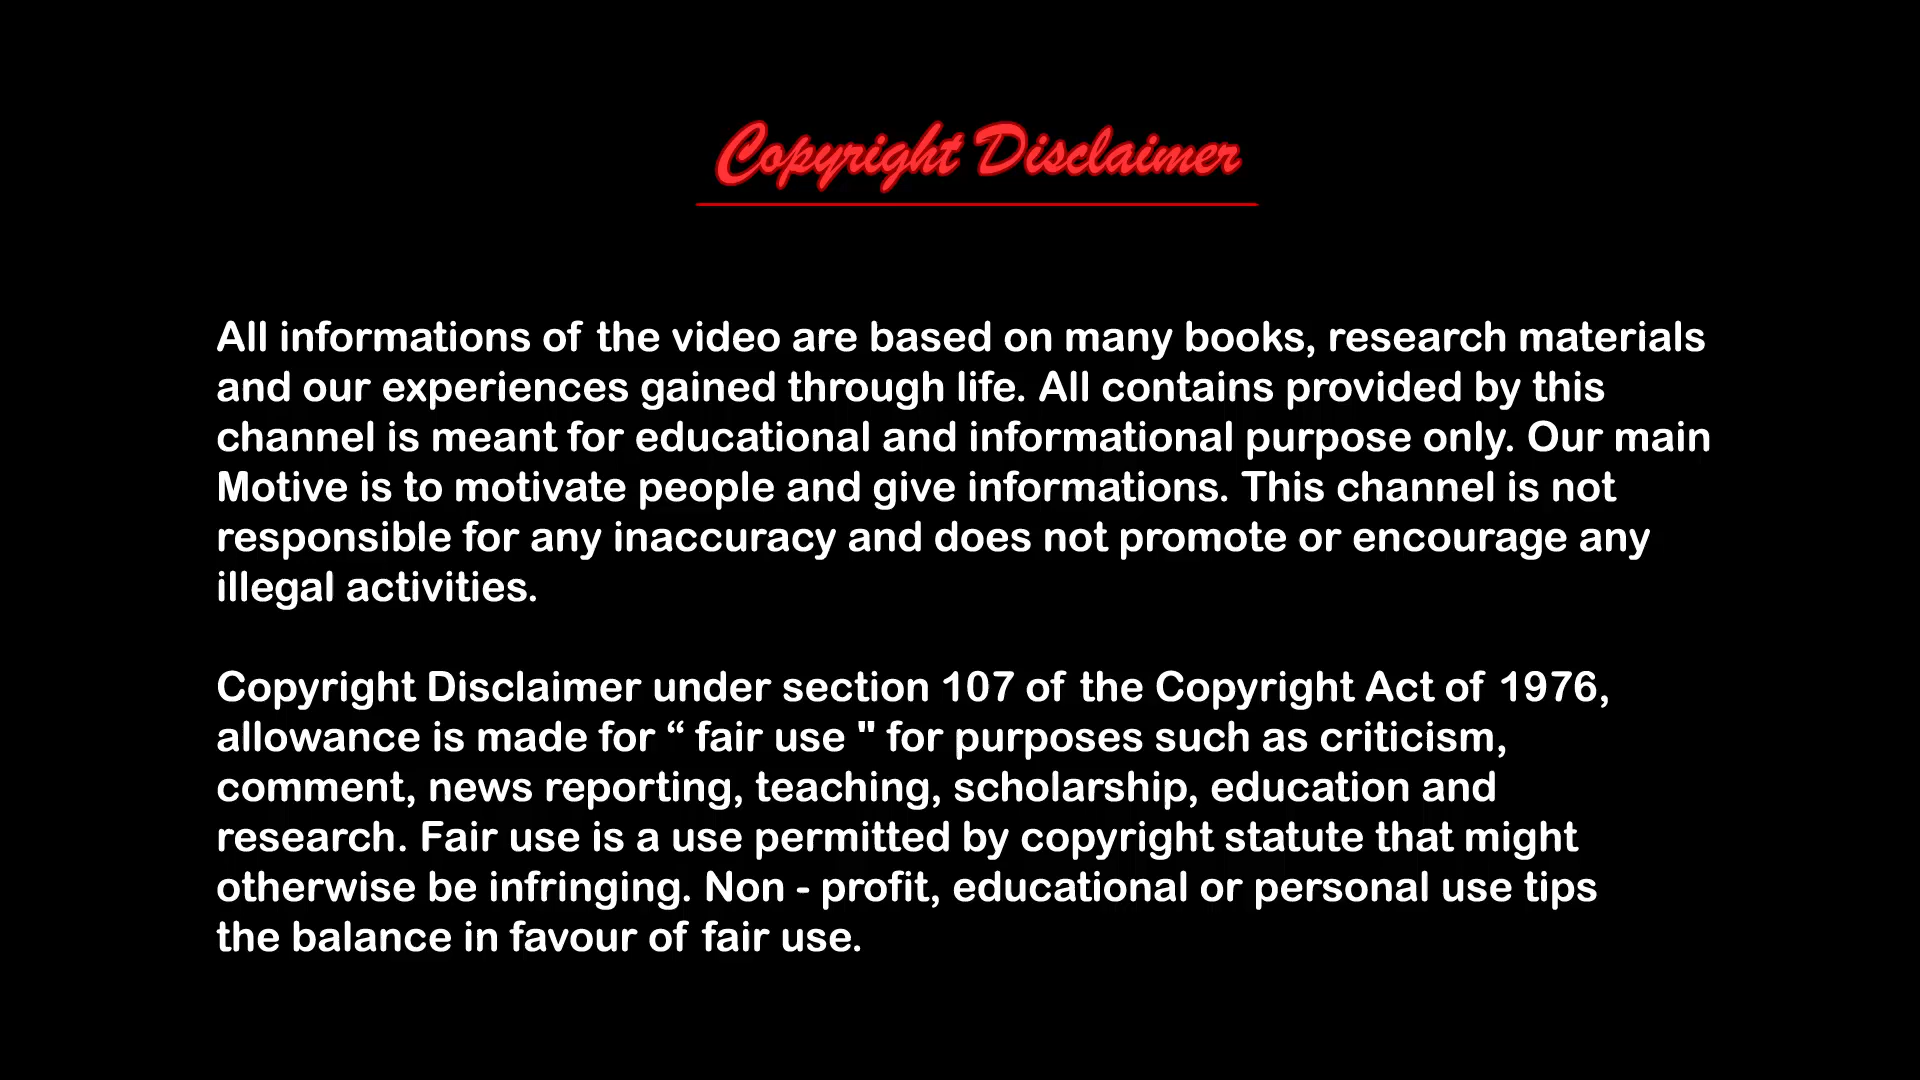 Copyright Disclaimer
All informations of the video are based on many books, research materials
and our experiences gained through life. All contains provided by this
channel is meant for educational and informational purpose only. Our main
Motive is to motivate people and give informations. This channel is not
responsible for any inaccuracy and does not promote or encourage any
illegal activities.
Copyright Disclaimer under section 107 of the Copyright Act of 1976,
allowance is made for “ fair use " for purposes such as criticism,
comment, news reporting, teaching, scholarship, education and
research. Fair use is a use permitted by copyright statute that might
otherwise be infringing. Non - profit, educational or personal use tips
the balance in favour of fair use.